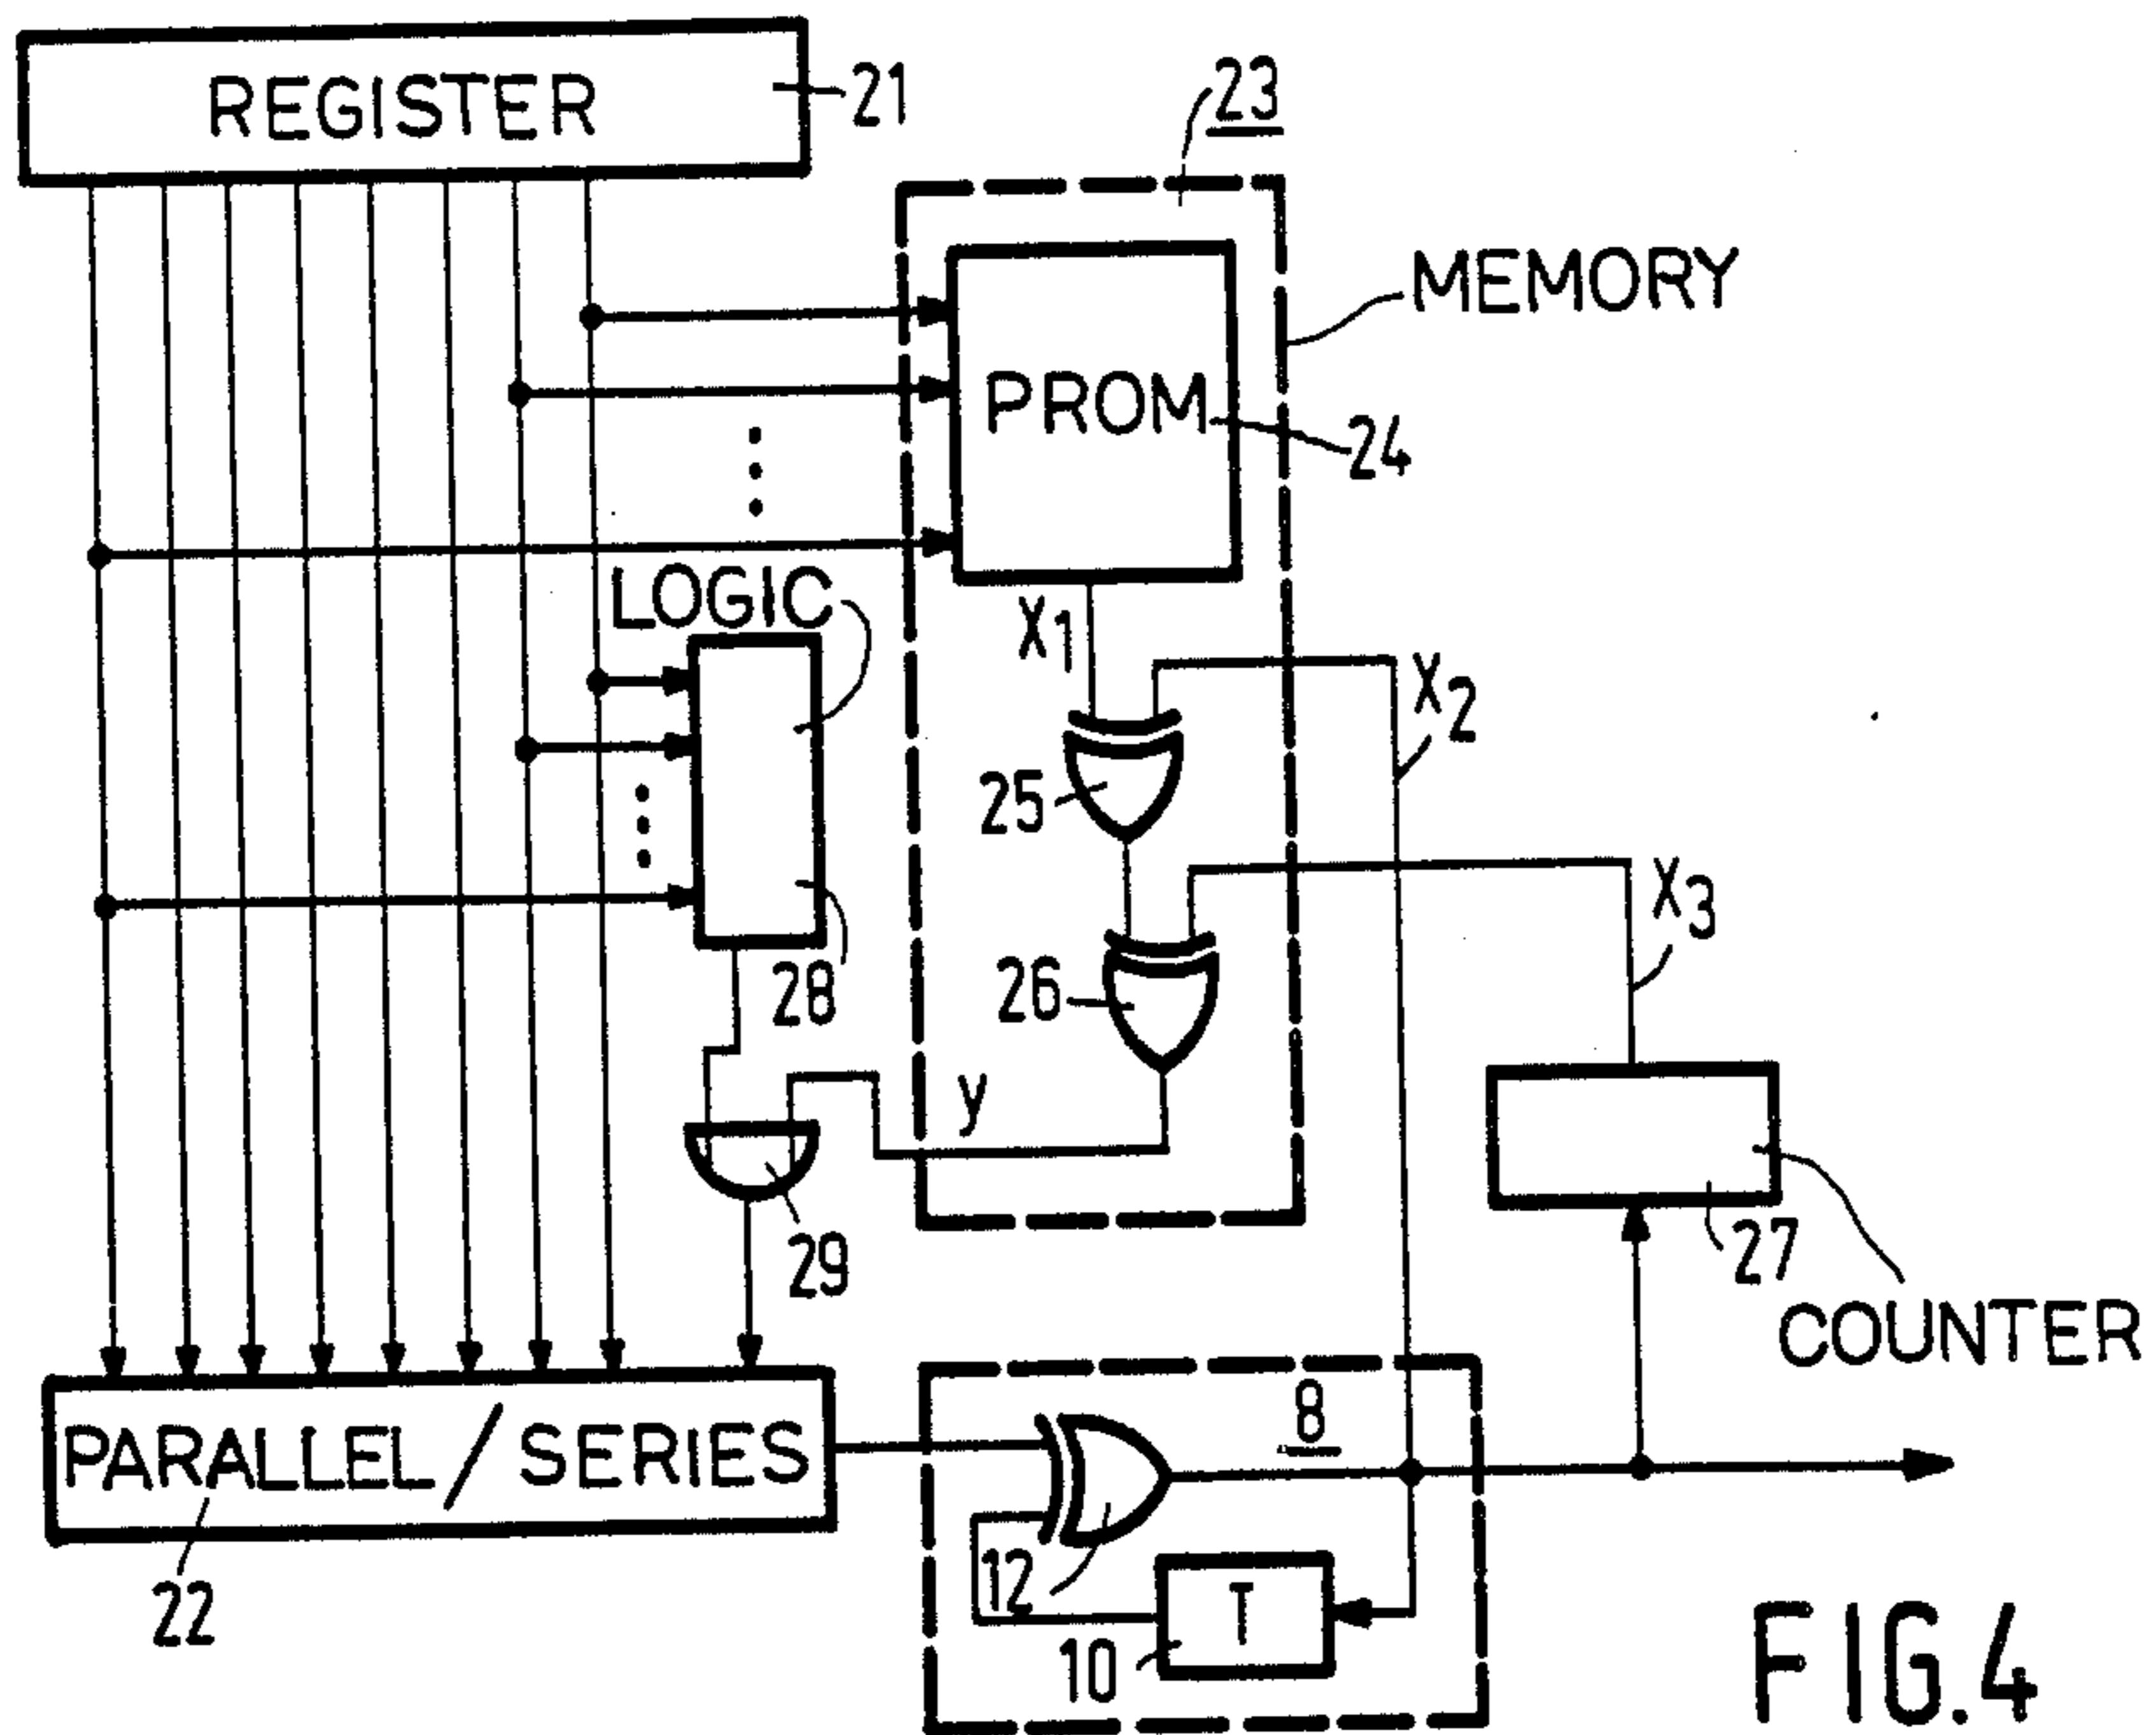 REGISTER
21
23
MEMORY
PROM
24
LOGIC
X1
X2
25
X3
28
26
y
29
27
COUNTER
PARALLEL/SERIES
8
12
T
22
10
FIG.4